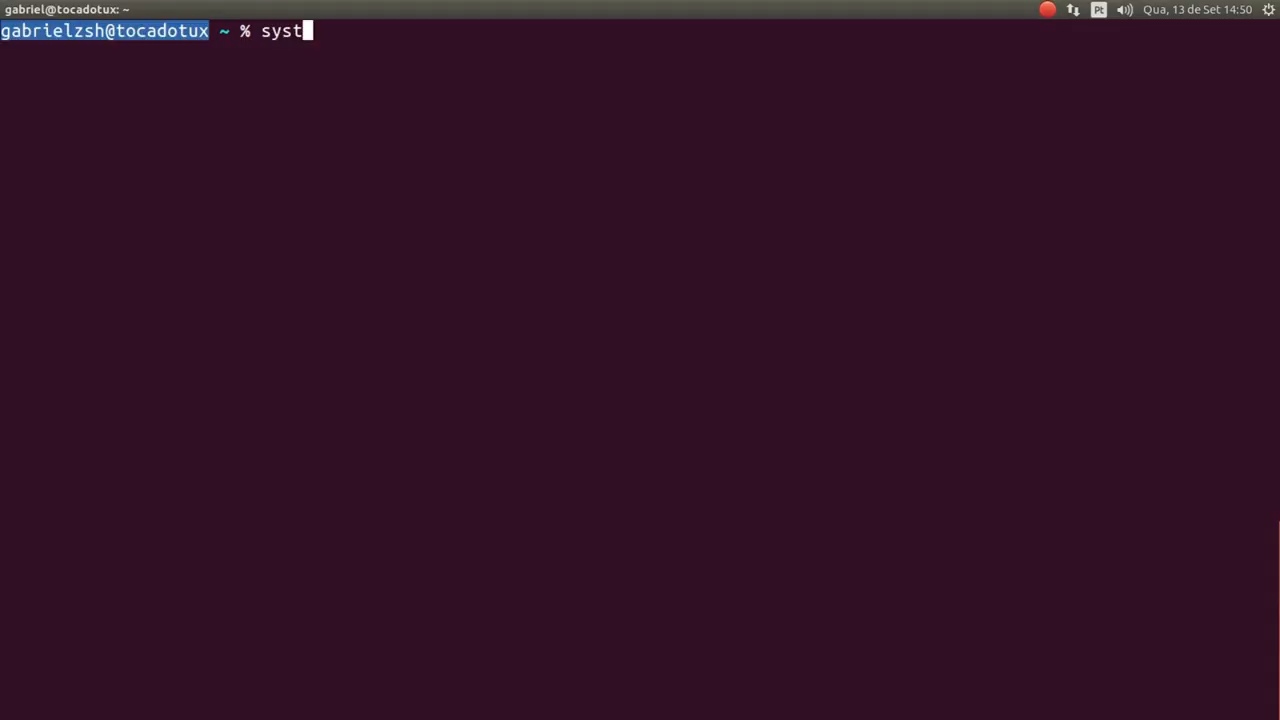 gabriel@tocadotux: ~
Pt
Qua, 13 de Set 14:50
gabrielzsh@tocadotux ~ % syst